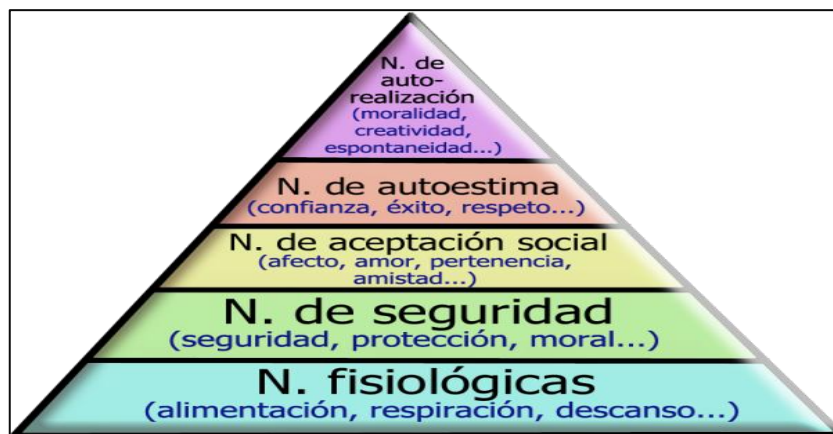 N. de
auto-
realización
(moralidad,
creatividad,
espontaneidad...)
N. de autoestima
(confianza, éxito, respeto...)
N. de aceptación social
(afecto, amor, pertenencia,
amistad...)
N. de seguridad
(seguridad, protección, moral...)
N. fisiológicas
(alimentación, respiración, descanso...)